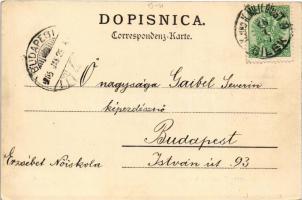 DOPISNICA.
Correspondenz-Karte.
BUDAPEST
Ő nagysága Gaibel Severin
képezdésznő
Budapest
Erzsébet Nőiskola
István út 93